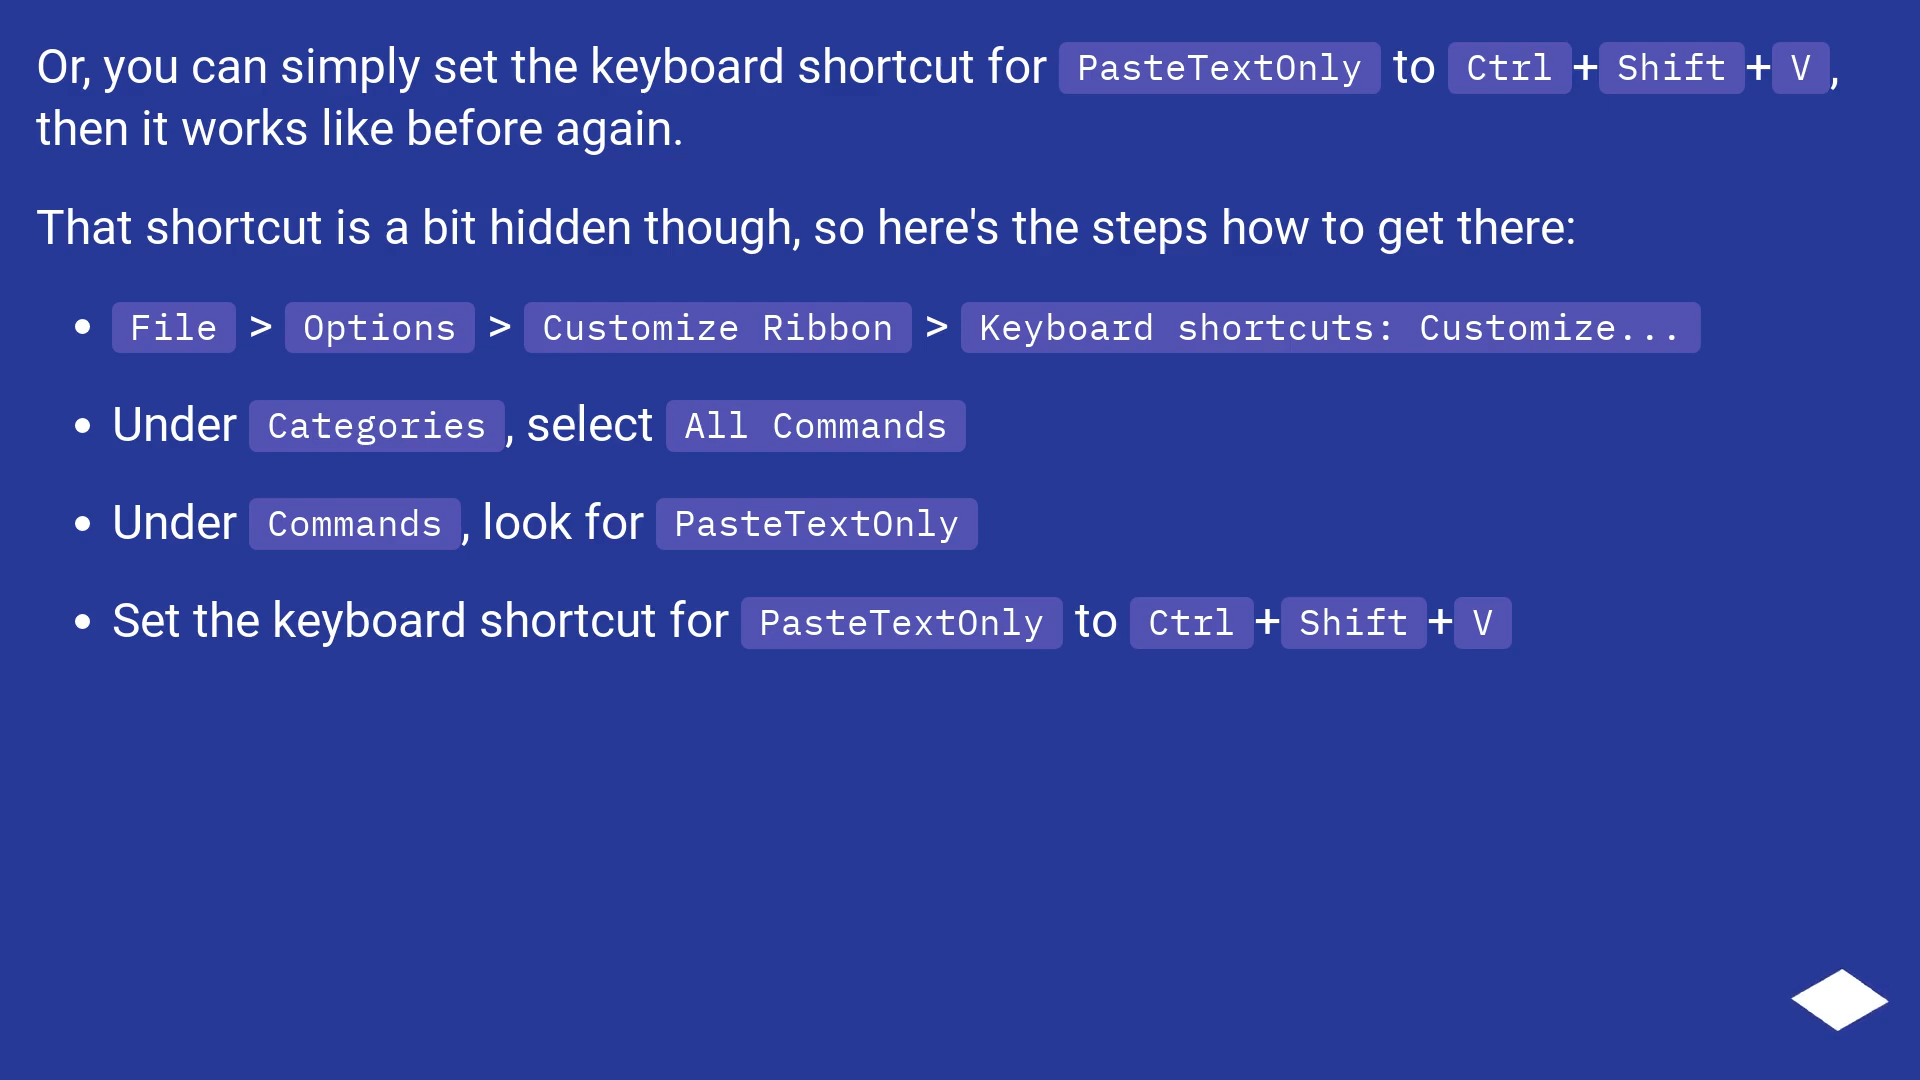 Or, you can simply set the keyboard shortcut for PasteTextOnly to Ctrl+Shift+V,
then it works like before again.
That shortcut is a bit hidden though, so here's the steps how to get there:
• File > Options > Customize Ribbon > Keyboard shortcuts: Customize...
• Under Categories, select All Commands
• Under Commands, look for PasteTextOnly
• Set the keyboard shortcut for PasteTextOnly to Ctrl+Shift+V